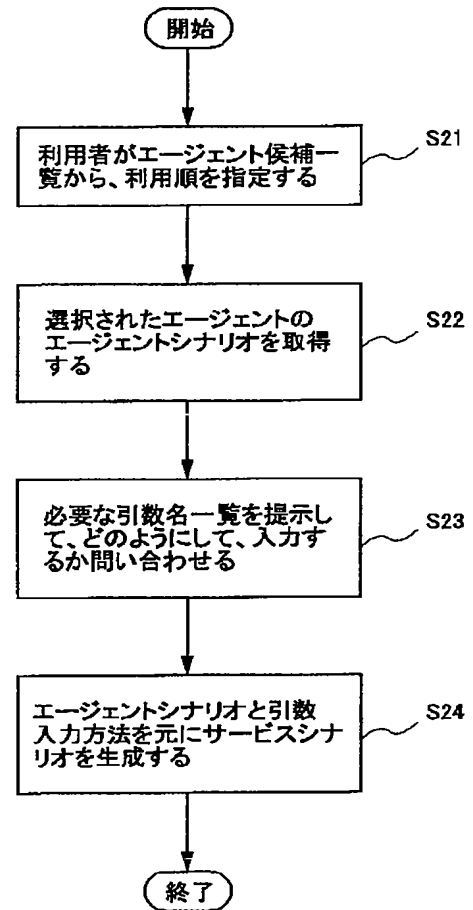 開始
利用者がエージェント候補一
覧から、利用順を指定する
S21
選択されたエージェントの
エージェントシナリオを取得
する
S22
必要な引数名一覧を提示し
て、どのようにして、入力す
るか問い合わせる
S23
エージェントシナリオと引数
入力方法を元にサービスシナ
リオを生成する
S24
終了